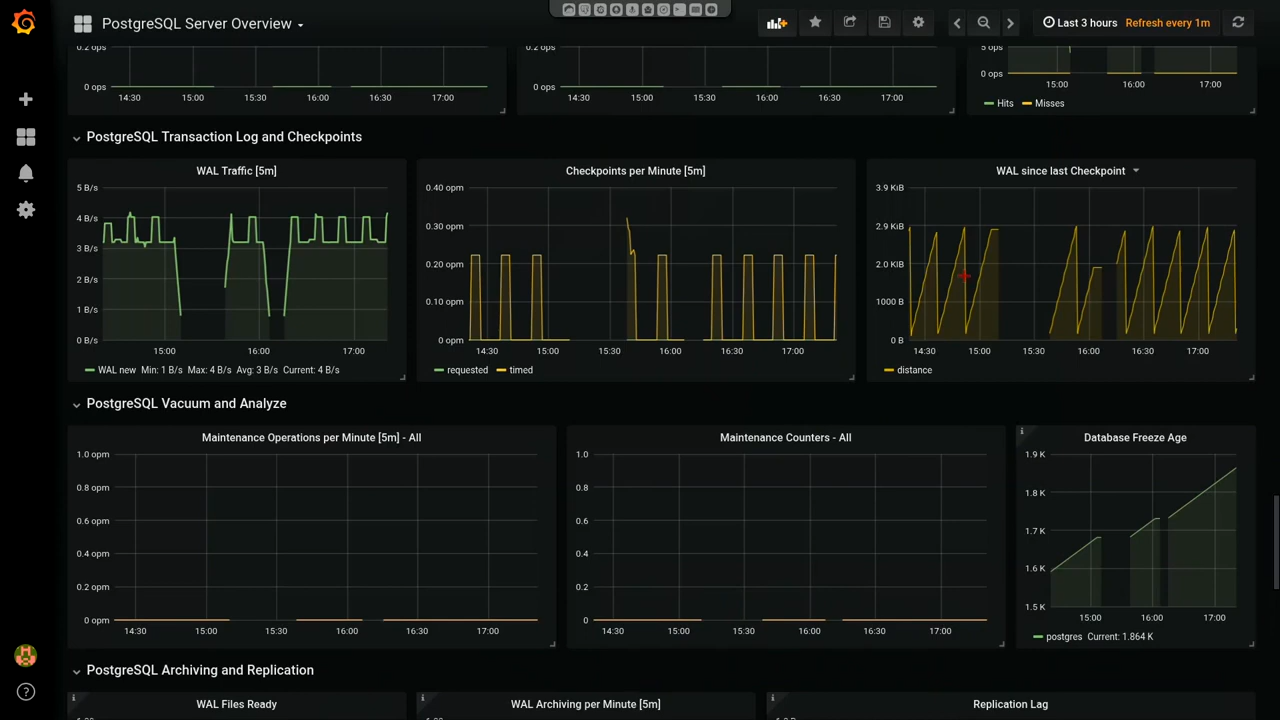 PostgreSQL Server Overview
Last 3 hours Refresh every 1m
0.2 ops
0 ops
14:30 15:00 15:30 16:00 16:30 17:00
0.2 ops
0 ops
14:30 15:00 15:30 16:00 16:30 17:00
5 ops
0 ops
15:00 16:00 17:00
Hits Misses
PostgreSQL Transaction Log and Checkpoints
WAL Traffic [5m]
5 B/s
4 B/s
3 B/s
2 B/s
1 B/s
0 B/s
15:00 16:00 17:00
WAL new Min: 1 B/s Max: 4 B/s Avg: 3 B/s Current: 4 B/s
Checkpoints per Minute [5m]
0.40 opm
0.30 opm
0.20 opm
0.10 opm
0 opm
14:30 15:00 15:30 16:00 16:30 17:00
requested timed
WAL since last Checkpoint
3.9 KiB
2.9 KiB
2.0 KiB
1000 B
0 B
14:30 15:00 15:30 16:00 16:30 17:00
distance
PostgreSQL Vacuum and Analyze
Maintenance Operations per Minute [5m] - All
1.0 opm
0.8 opm
0.6 opm
0.4 opm
0.2 opm
0 opm
14:30 15:00 15:30 16:00 16:30 17:00
Maintenance Counters - All
1.0
0.8
0.6
0.4
0.2
0
14:30 15:00 15:30 16:00 16:30 17:00
Database Freeze Age
1.9 K
1.8 K
1.7 K
1.6 K
1.5 K
15:00 16:00 17:00
postgres Current: 1.864 K
PostgreSQL Archiving and Replication
WAL Files Ready
WAL Archiving per Minute [5m]
Replication Lag